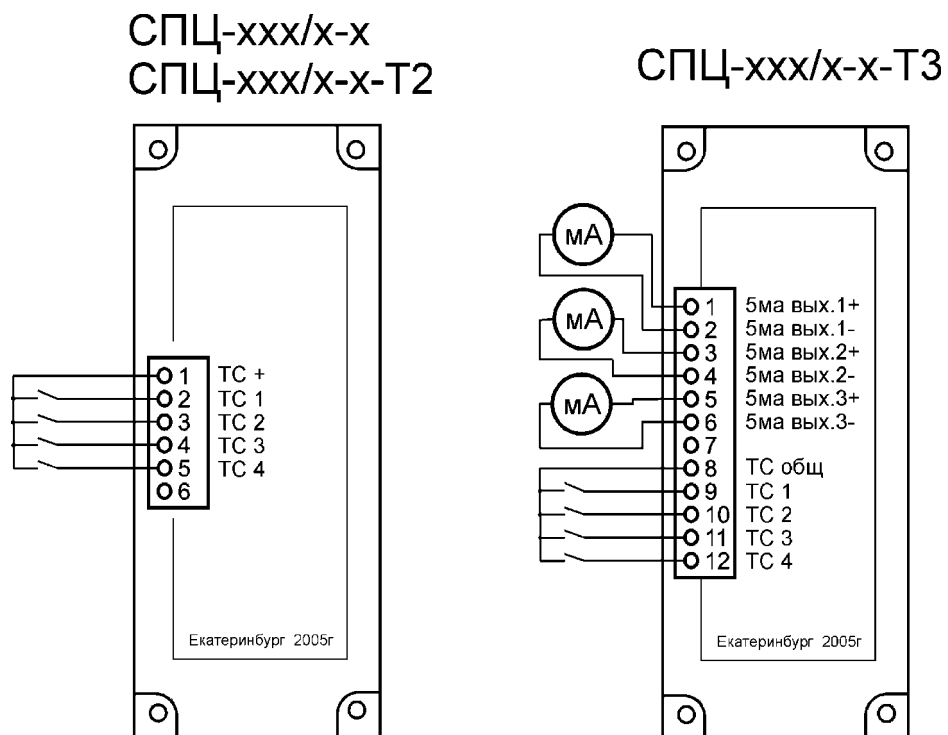 СПЦ-xxx/x-x
СПЦ-xxx/x-x-Т2
1 ТС +
2 ТС 1
3 ТС 2
4 ТС 3
5 ТС 4
6
Екатеринбург 2005г
СПЦ-xxx/x-x-Т3
мА
мА
мА
1 5ма вых.1+
2 5ма вых.1-
3 5ма вых.2+
4 5ма вых.2-
5 5ма вых.3+
6 5ма вых.3-
7
8 ТС общ
9 ТС 1
10 ТС 2
11 ТС 3
12 ТС 4
Екатеринбург 2005г